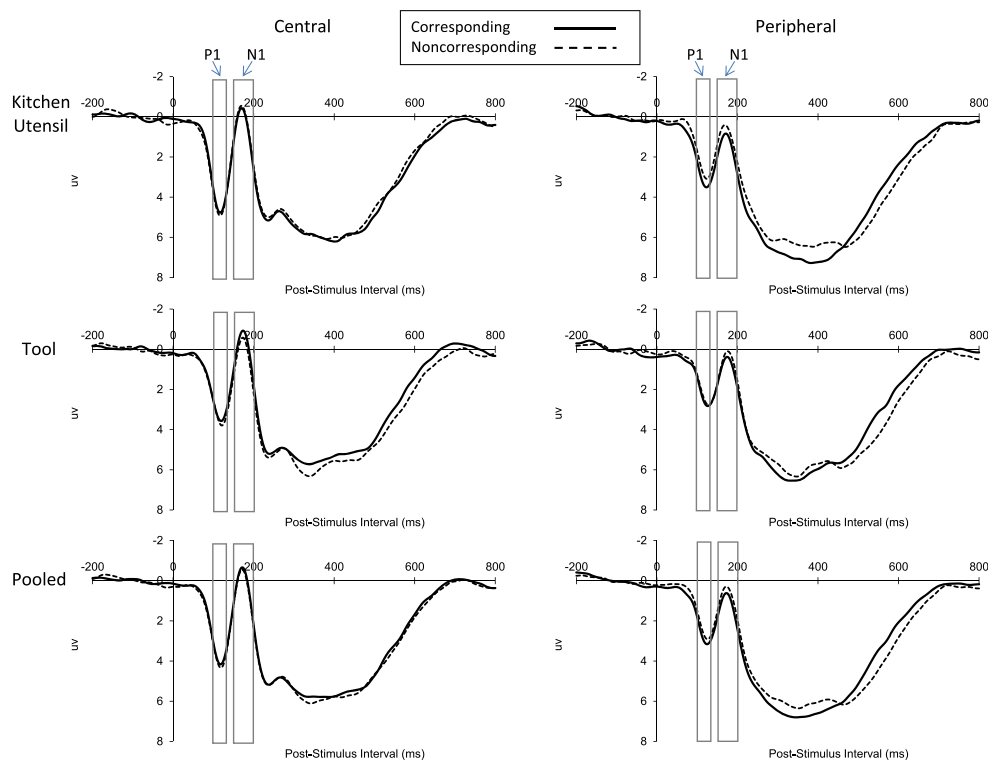 Central
Corresponding
Noncorresponding
Peripheral
P1 N1
P1 N1
Kitchen Utensil
-200 0 200 400 600 800
-2
0
2
4
6
8
uv
Post-Stimulus Interval (ms)
-200 0 200 400 600 800
-2
0
2
4
6
8
uv
Post-Stimulus Interval (ms)
Tool
-200 0 200 400 600 800
-2
0
2
4
6
8
uv
Post-Stimulus Interval (ms)
-200 0 200 400 600 800
-2
0
2
4
6
8
uv
Post-Stimulus Interval (ms)
Pooled
-200 0 200 400 600 800
-2
0
2
4
6
8
uv
Post-Stimulus Interval (ms)
-200 0 200 400 600 800
-2
0
2
4
6
8
uv
Post-Stimulus Interval (ms)